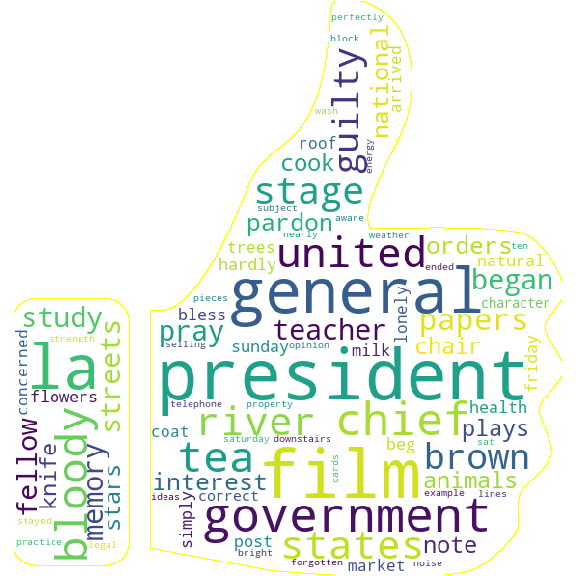 perfectly
block
guilty
national
arrived
wash
energy
roof
cook
stage
subject
pardon
aware
nearly
weather
trees
united
orders
ten
hardly
natural
general
ended
began
pieces
character
bless
lonely
papers
pray
teacher
selling
sunday
opinion
milk
chair
friday
president
telephone
property
river
chief
health
plays
coat
saturday
downstairs
beg
sat
tea
film
brown
cards
interest
animals
ideas
correct
example
lines
simply
government
post
states
note
bright
forgotten
market
noise
study
concerned
strength
la
streets
flowers
fellow
bloody
knife
memory
stars
stayed
practice
legal